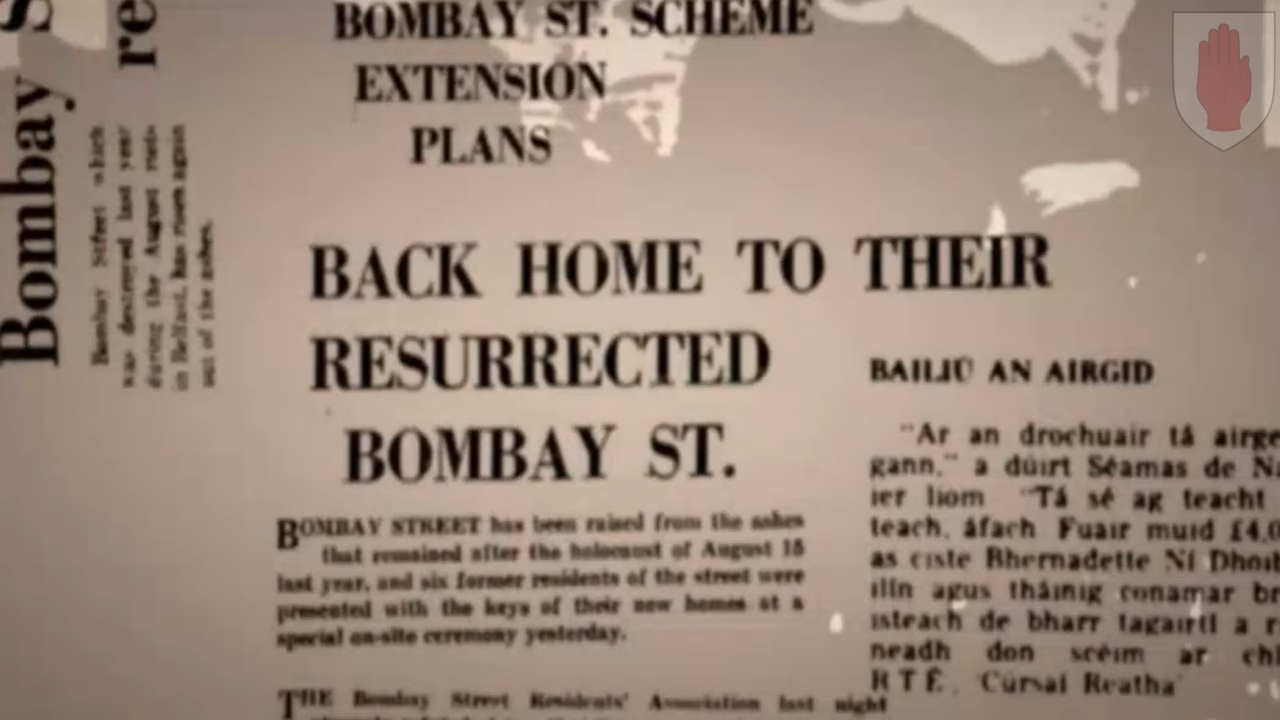 Bombay S
re
Bombay Street which
was destroyed last year
during the August riots
in Belfast, has risen again
out of the ashes.
BOMBAY ST. SCHEME
EXTENSION
PLANS
BACK HOME TO THEIR
RESURRECTED
BOMBAY ST.
BOMBAY STREET has been raised from the ashes
that remained after the holocaust of August 15
last year, and six former residents of the street were
presented with the keys of their new homes at a
special on-site ceremony yesterday.
THE Bombay Street Residents' Association last night
BAILIÚ AN AIRGID
"Ar an drochuair tá airge
gann," a dúirt Séamas de Na
ier liom "Tá sé ag teacht
teach, áfach Fuair muid £4,0
as ciste Bhernadette Ní Dhoib
ilín agus tháinig conamar br
isteach de bharr tagairtí a r
neadh don scéim ar chl
RTÉ, 'Cúrsaí Reatha'